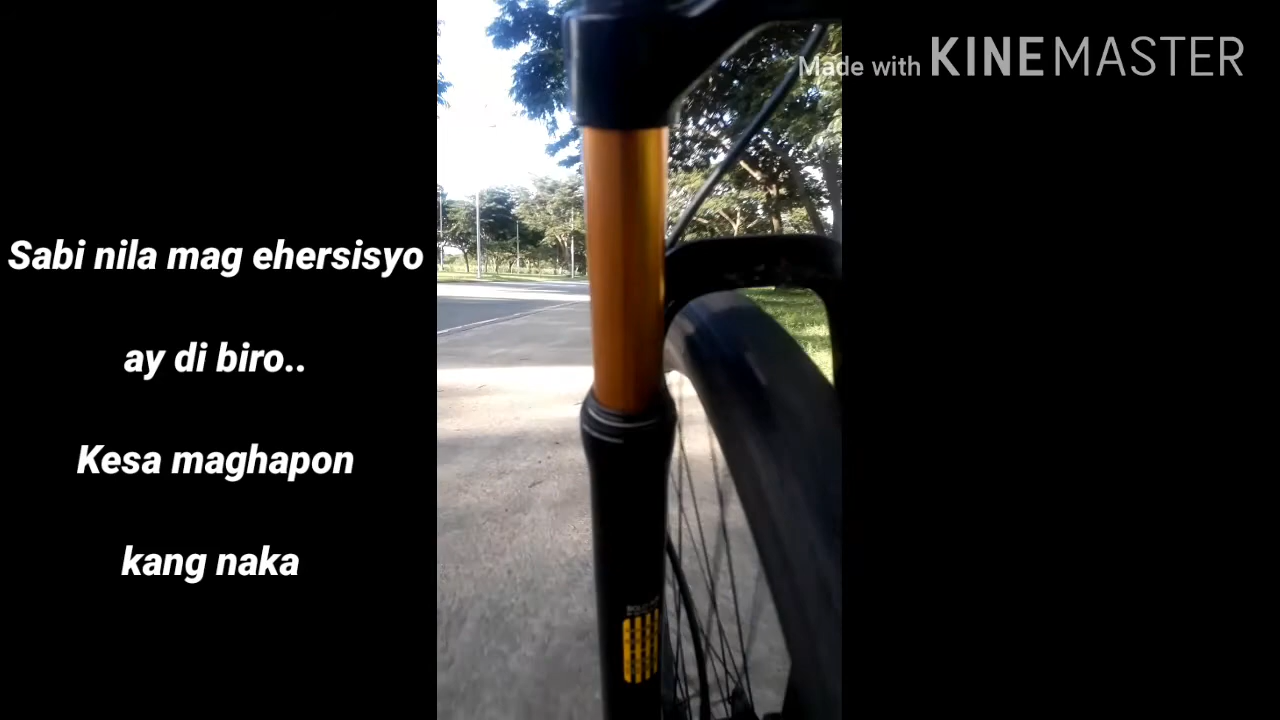 Made with KINEMASTER
Sabi nila mag ehersisyo
ay di biro..
Kesa maghapon
kang naka